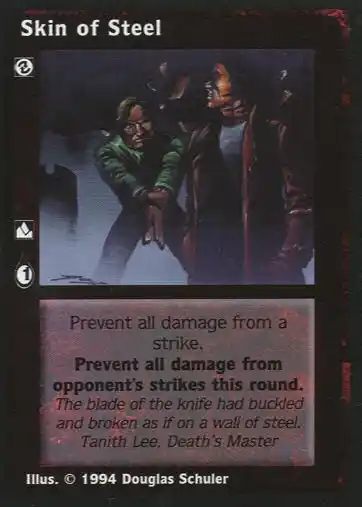 Skin of Steel
1
Prevent all damage from a
strike.
Prevent all damage from
opponent's strikes this round.
The blade of the knife had buckled
and broken as if on a wall of steel.
Tanith Lee, Death's Master
Illus. © 1994 Douglas Schuler